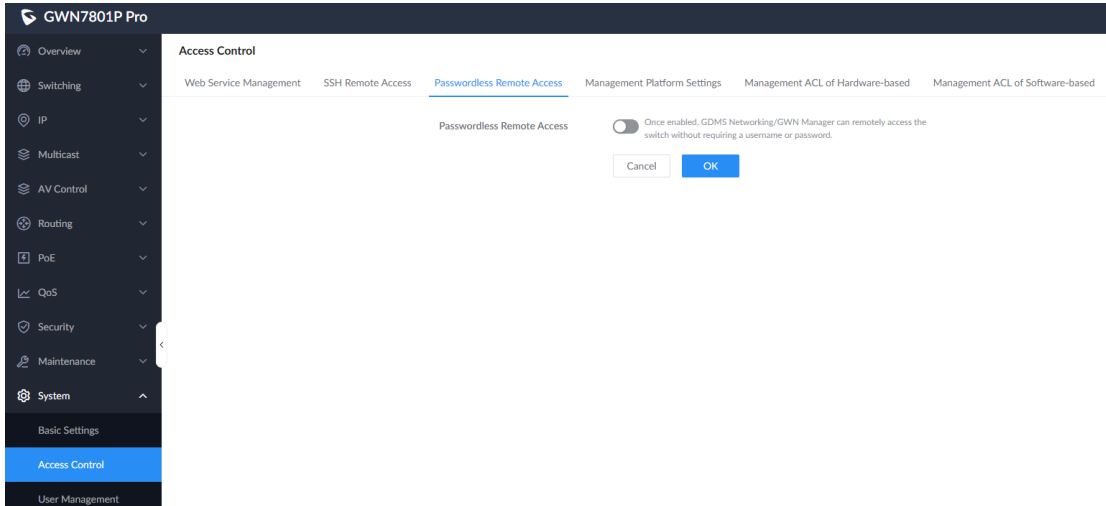 GWN7801P Pro
Overview
Switching
IP
Multicast
AV Control
Routing
PoE
QoS
Security
Maintenance
System
Basic Settings
Access Control
User Management
Access Control
Web Service Management SSH Remote Access Passwordless Remote Access Management Platform Settings Management ACL of Hardware-based Management ACL of Software-based
Passwordless Remote Access
Once enabled, GDMS Networking/GWN Manager can remotely access the
switch without requiring a username or password.
Cancel OK